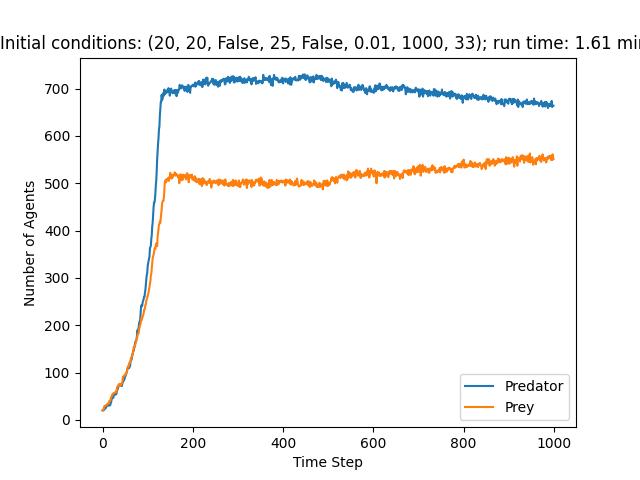 Initial conditions: (20, 20, False, 25, False, 0.01, 1000, 33); run time: 1.61
700
600
500
400
300
200
100
0
Number of Agents
Predator
Prey
0 200 400 600 800 1000
Time Step